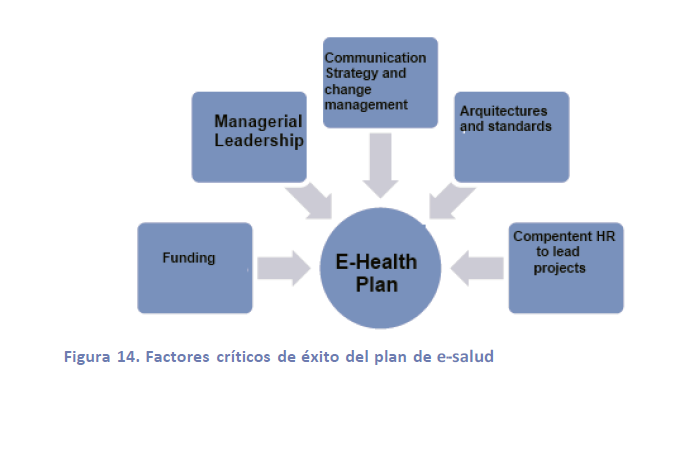 Communication
Strategy and
change
management
Managerial
Leadership
Arquitectures
and standards
Funding
E-Health
Plan
Compentent HR
to lead
projects
Figura 14. Factores críticos de éxito del plan de e-salud